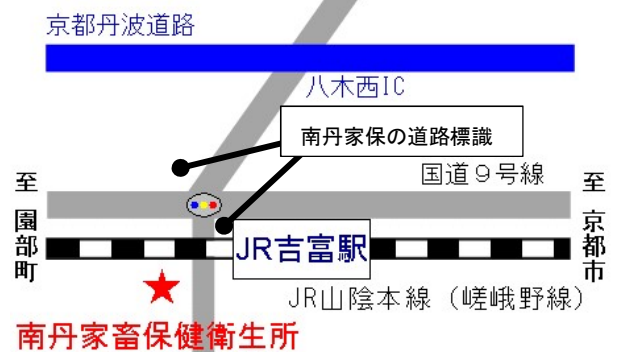 京都丹波道路
八木西IC
南丹家保の道路標識
国道９号線
至 園部町
至 京都市
JR吉富駅
JR山陰本線（嵯峨野線）
南丹家畜保健衛生所